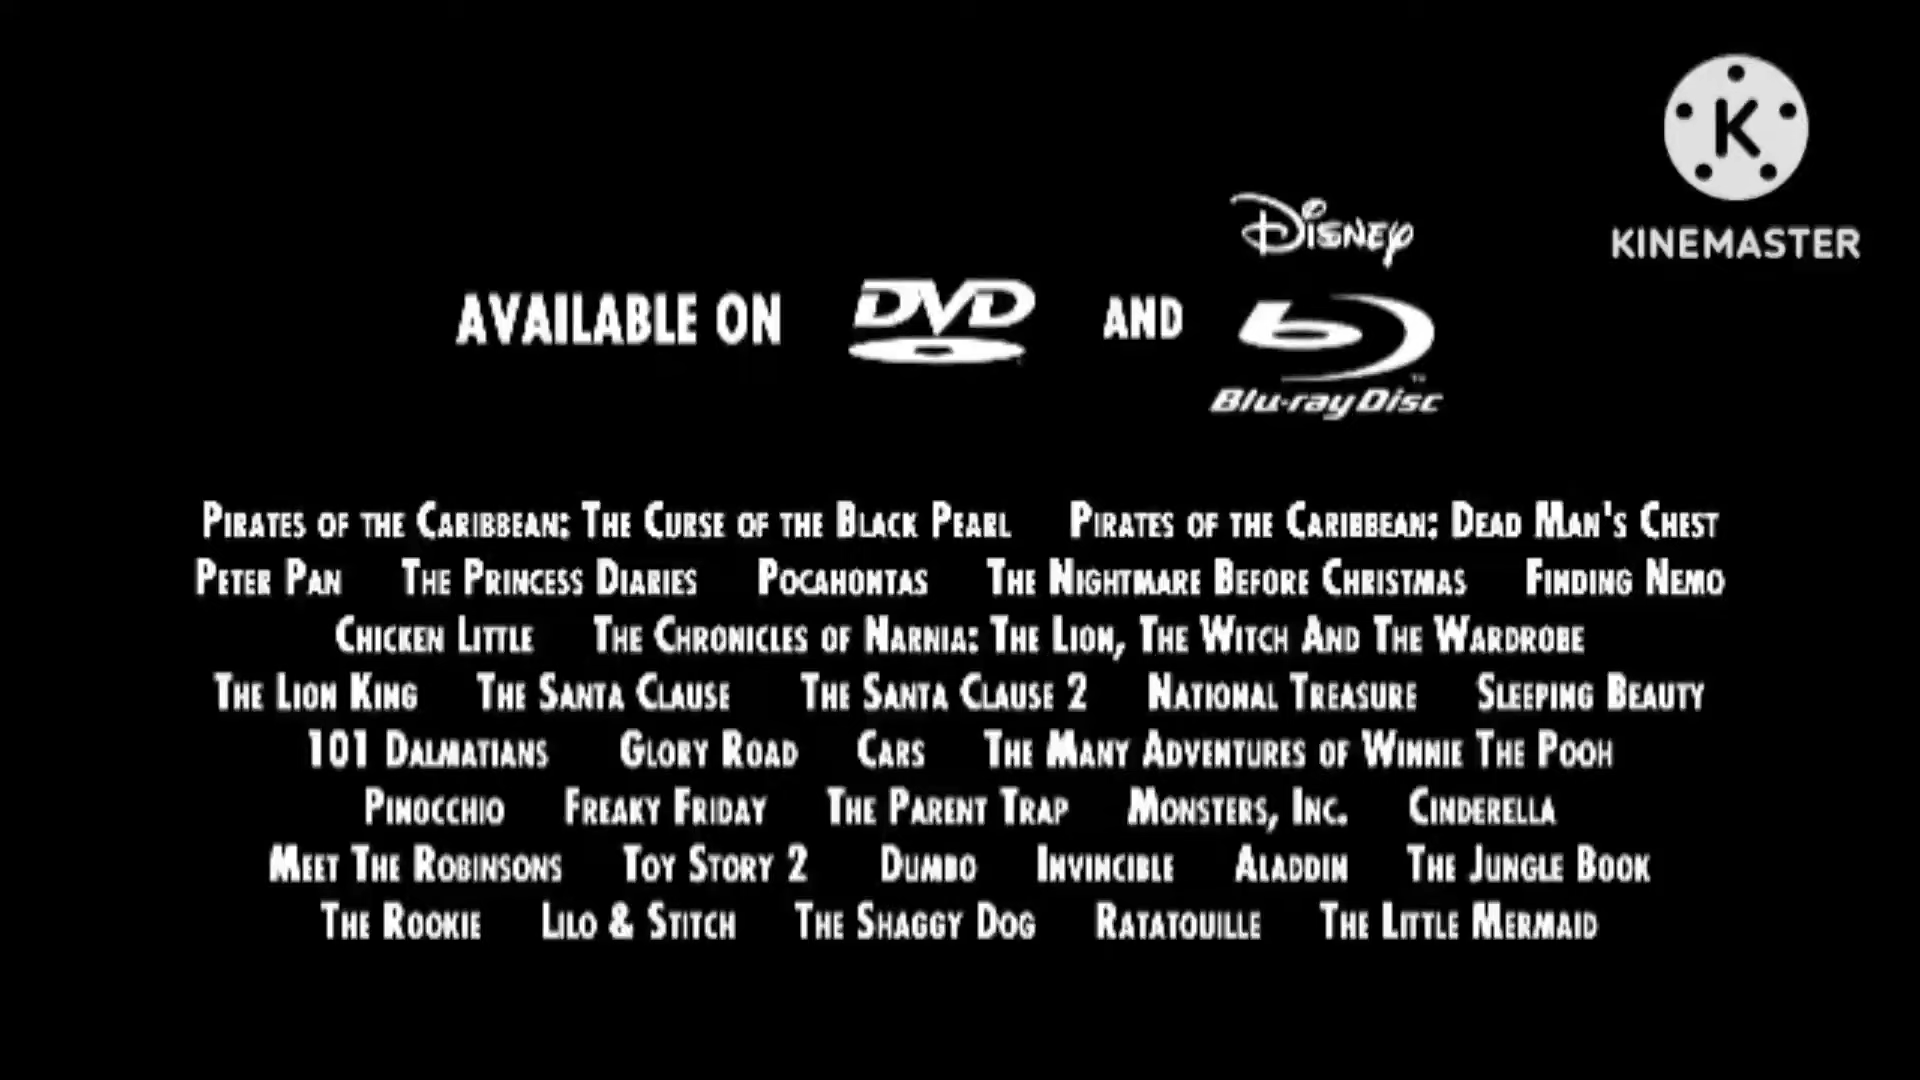 K
KINEMASTER
Disney
AVAILABLE ON DVD AND Blu-ray Disc™
PIRATES OF THE CARIBBEAN: THE CURSE OF THE BLACK PEARL PIRATES OF THE CARIBBEAN: DEAD MAN'S CHEST
PETER PAN THE PRINCESS DIARIES POCAHONTAS THE NIGHTMARE BEFORE CHRISTMAS FINDING NEMO
CHICKEN LITTLE THE CHRONICLES OF NARNIA: THE LION, THE WITCH AND THE WARDROBE
THE LION KING THE SANTA CLAUSE THE SANTA CLAUSE 2 NATIONAL TREASURE SLEEPING BEAUTY
101 DALMATIANS GLORY ROAD CARS THE MANY ADVENTURES OF WINNIE THE POOH
PINOCCHIO FREAKY FRIDAY THE PARENT TRAP MONSTERS, INC. CINDERELLA
MEET THE ROBINSONS TOY STORY 2 DUMBO INVINCIBLE ALADDIN THE JUNGLE BOOK
THE ROOKIE LILO & STITCH THE SHAGGY DOG RATATOUILLE THE LITTLE MERMAID